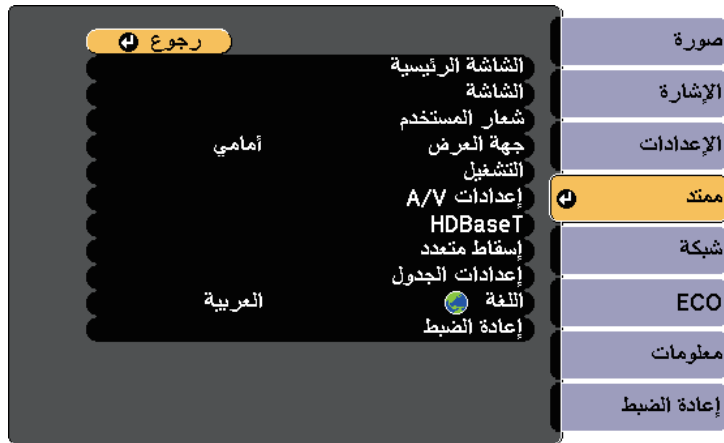 صورة
الإشارة
الإعدادات
ممتد
شبكة
ECO
معلومات
إعادة الضبط
رجوع
الشاشة الرئيسية
الشاشة
شعار المستخدم
جهة العرض أمامي
التشغيل
إعدادات A/V
HDBaseT
إسقاط متعدد
إعدادات الجدول
اللغة العربية
إعادة الضبط